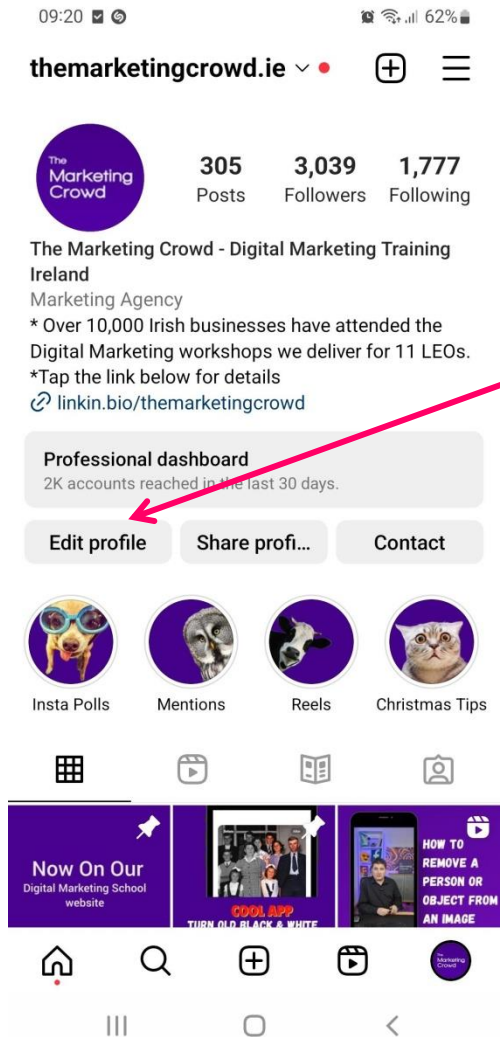 09:20
62%
themarketingcrowd.ie
The
Marketing
Crowd
305
Posts
3,039
Followers
1,777
Following
The Marketing Crowd - Digital Marketing Training
Ireland
Marketing Agency
* Over 10,000 Irish businesses have attended the
Digital Marketing workshops we deliver for 11 LEOs.
*Tap the link below for details
linkin.bio/themarketingcrowd
Professional dashboard
2K accounts reached in the last 30 days.
Edit profile
Share profi...
Contact
Insta Polls
Mentions
Reels
Christmas Tips
Now On Our
Digital Marketing School
website
COOL APP
TURN OLD BLACK & WHITE
HOW TO
REMOVE A
PERSON OR
OBJECT FROM
AN IMAGE
The
Marketing
Crowd